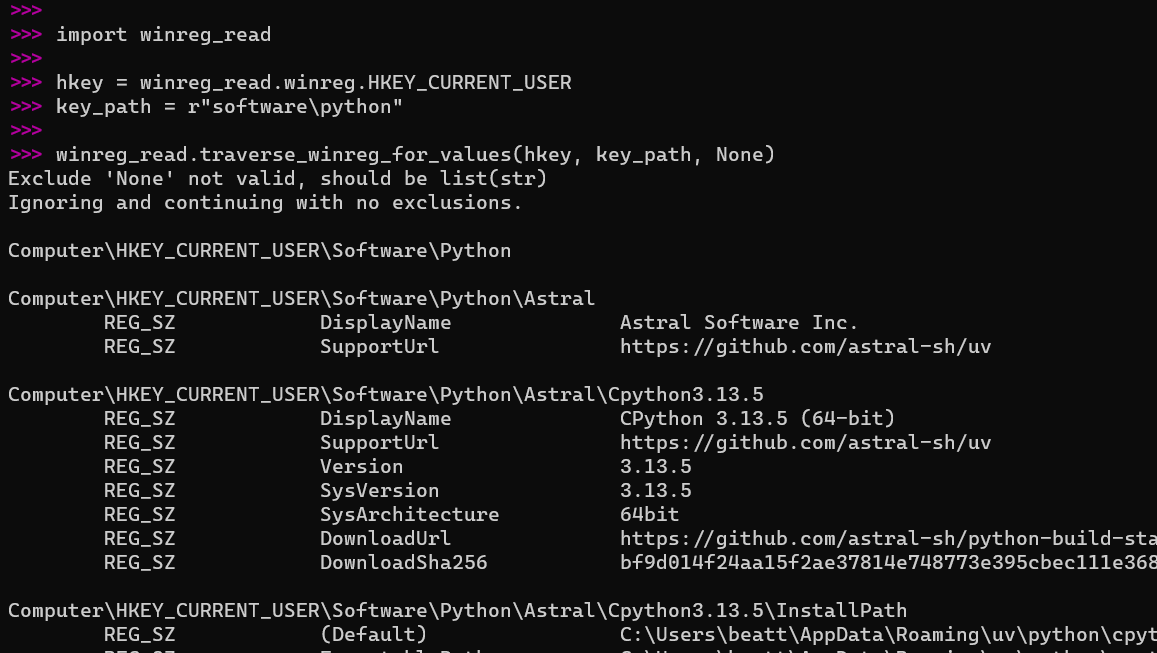 >>>
>>> import winreg_read
>>>
>>> hkey = winreg_read.winreg.HKEY_CURRENT_USER
>>> key_path = r"software\python"
>>>
>>> winreg_read.traverse_winreg_for_values(hkey, key_path, None)
Exclude 'None' not valid, should be list(str)
Ignoring and continuing with no exclusions.
Computer\HKEY_CURRENT_USER\Software\Python
Computer\HKEY_CURRENT_USER\Software\Python\Astral
REG_SZ DisplayName Astral Software Inc.
REG_SZ SupportUrl https://github.com/astral-sh/uv
Computer\HKEY_CURRENT_USER\Software\Python\Astral\Cpython3.13.5
REG_SZ DisplayName CPython 3.13.5 (64-bit)
REG_SZ SupportUrl https://github.com/astral-sh/uv
REG_SZ Version 3.13.5
REG_SZ SysVersion 3.13.5
REG_SZ SysArchitecture 64bit
REG_SZ DownloadUrl https://github.com/astral-sh/python-build-sta
REG_SZ DownloadSha256 bf9d014f24aa15f2ae37814e748773e395cbec111e368
Computer\HKEY_CURRENT_USER\Software\Python\Astral\Cpython3.13.5\InstallPath
REG_SZ (Default) C:\Users\beatt\AppData\Roaming\uv\python\cpyt